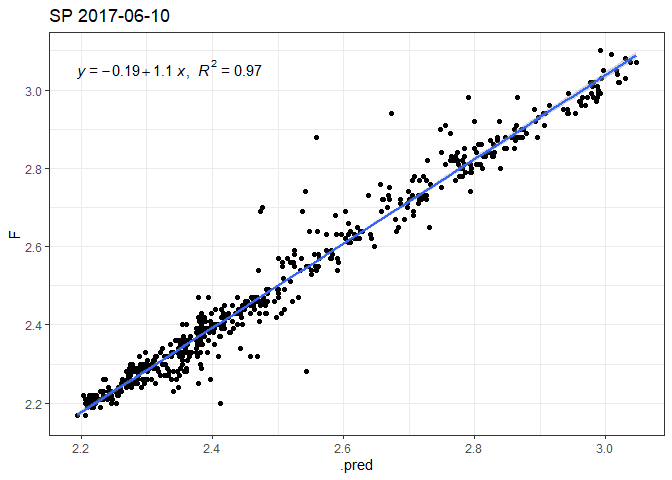 SP 2017-06-10
y = −0.19 + 1.1 x, R² = 0.97
3.0
2.8
2.6
2.4
2.2
F
2.2 2.4 2.6 2.8 3.0
.pred